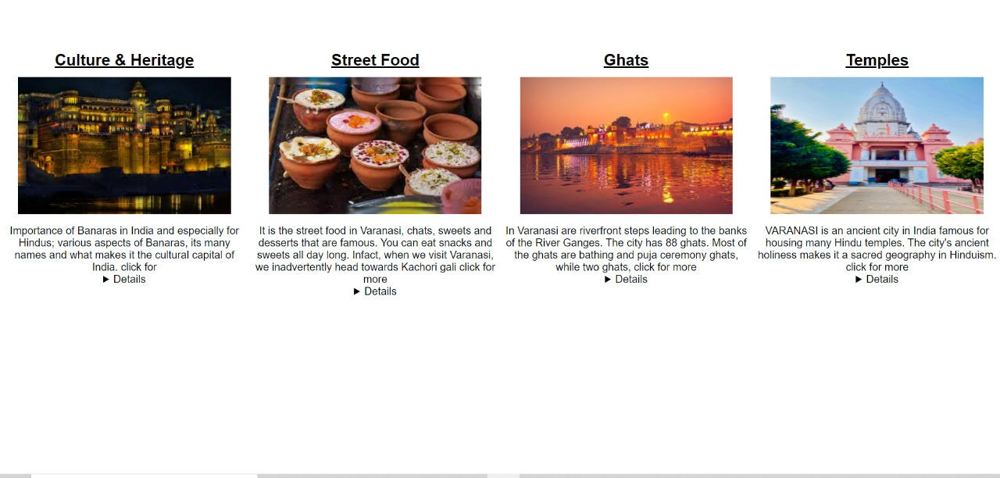 Culture & Heritage
Importance of Banaras in India and especially for
Hindus; various aspects of Banaras, its many
names and what makes it the cultural capital of
India. click for
▶ Details
Street Food
It is the street food in Varanasi, chats, sweets and
desserts that are famous. You can eat snacks and
sweets all day long. Infact, when we visit Varanasi,
we inadvertently head towards Kachori gali click for
more
▶ Details
Ghats
In Varanasi are riverfront steps leading to the banks
of the River Ganges. The city has 88 ghats. Most of
the ghats are bathing and puja ceremony ghats,
while two ghats, click for more
▶ Details
Temples
VARANASI is an ancient city in India famous for
housing many Hindu temples. The city's ancient
holiness makes it a sacred geography in Hinduism.
click for more
▶ Details